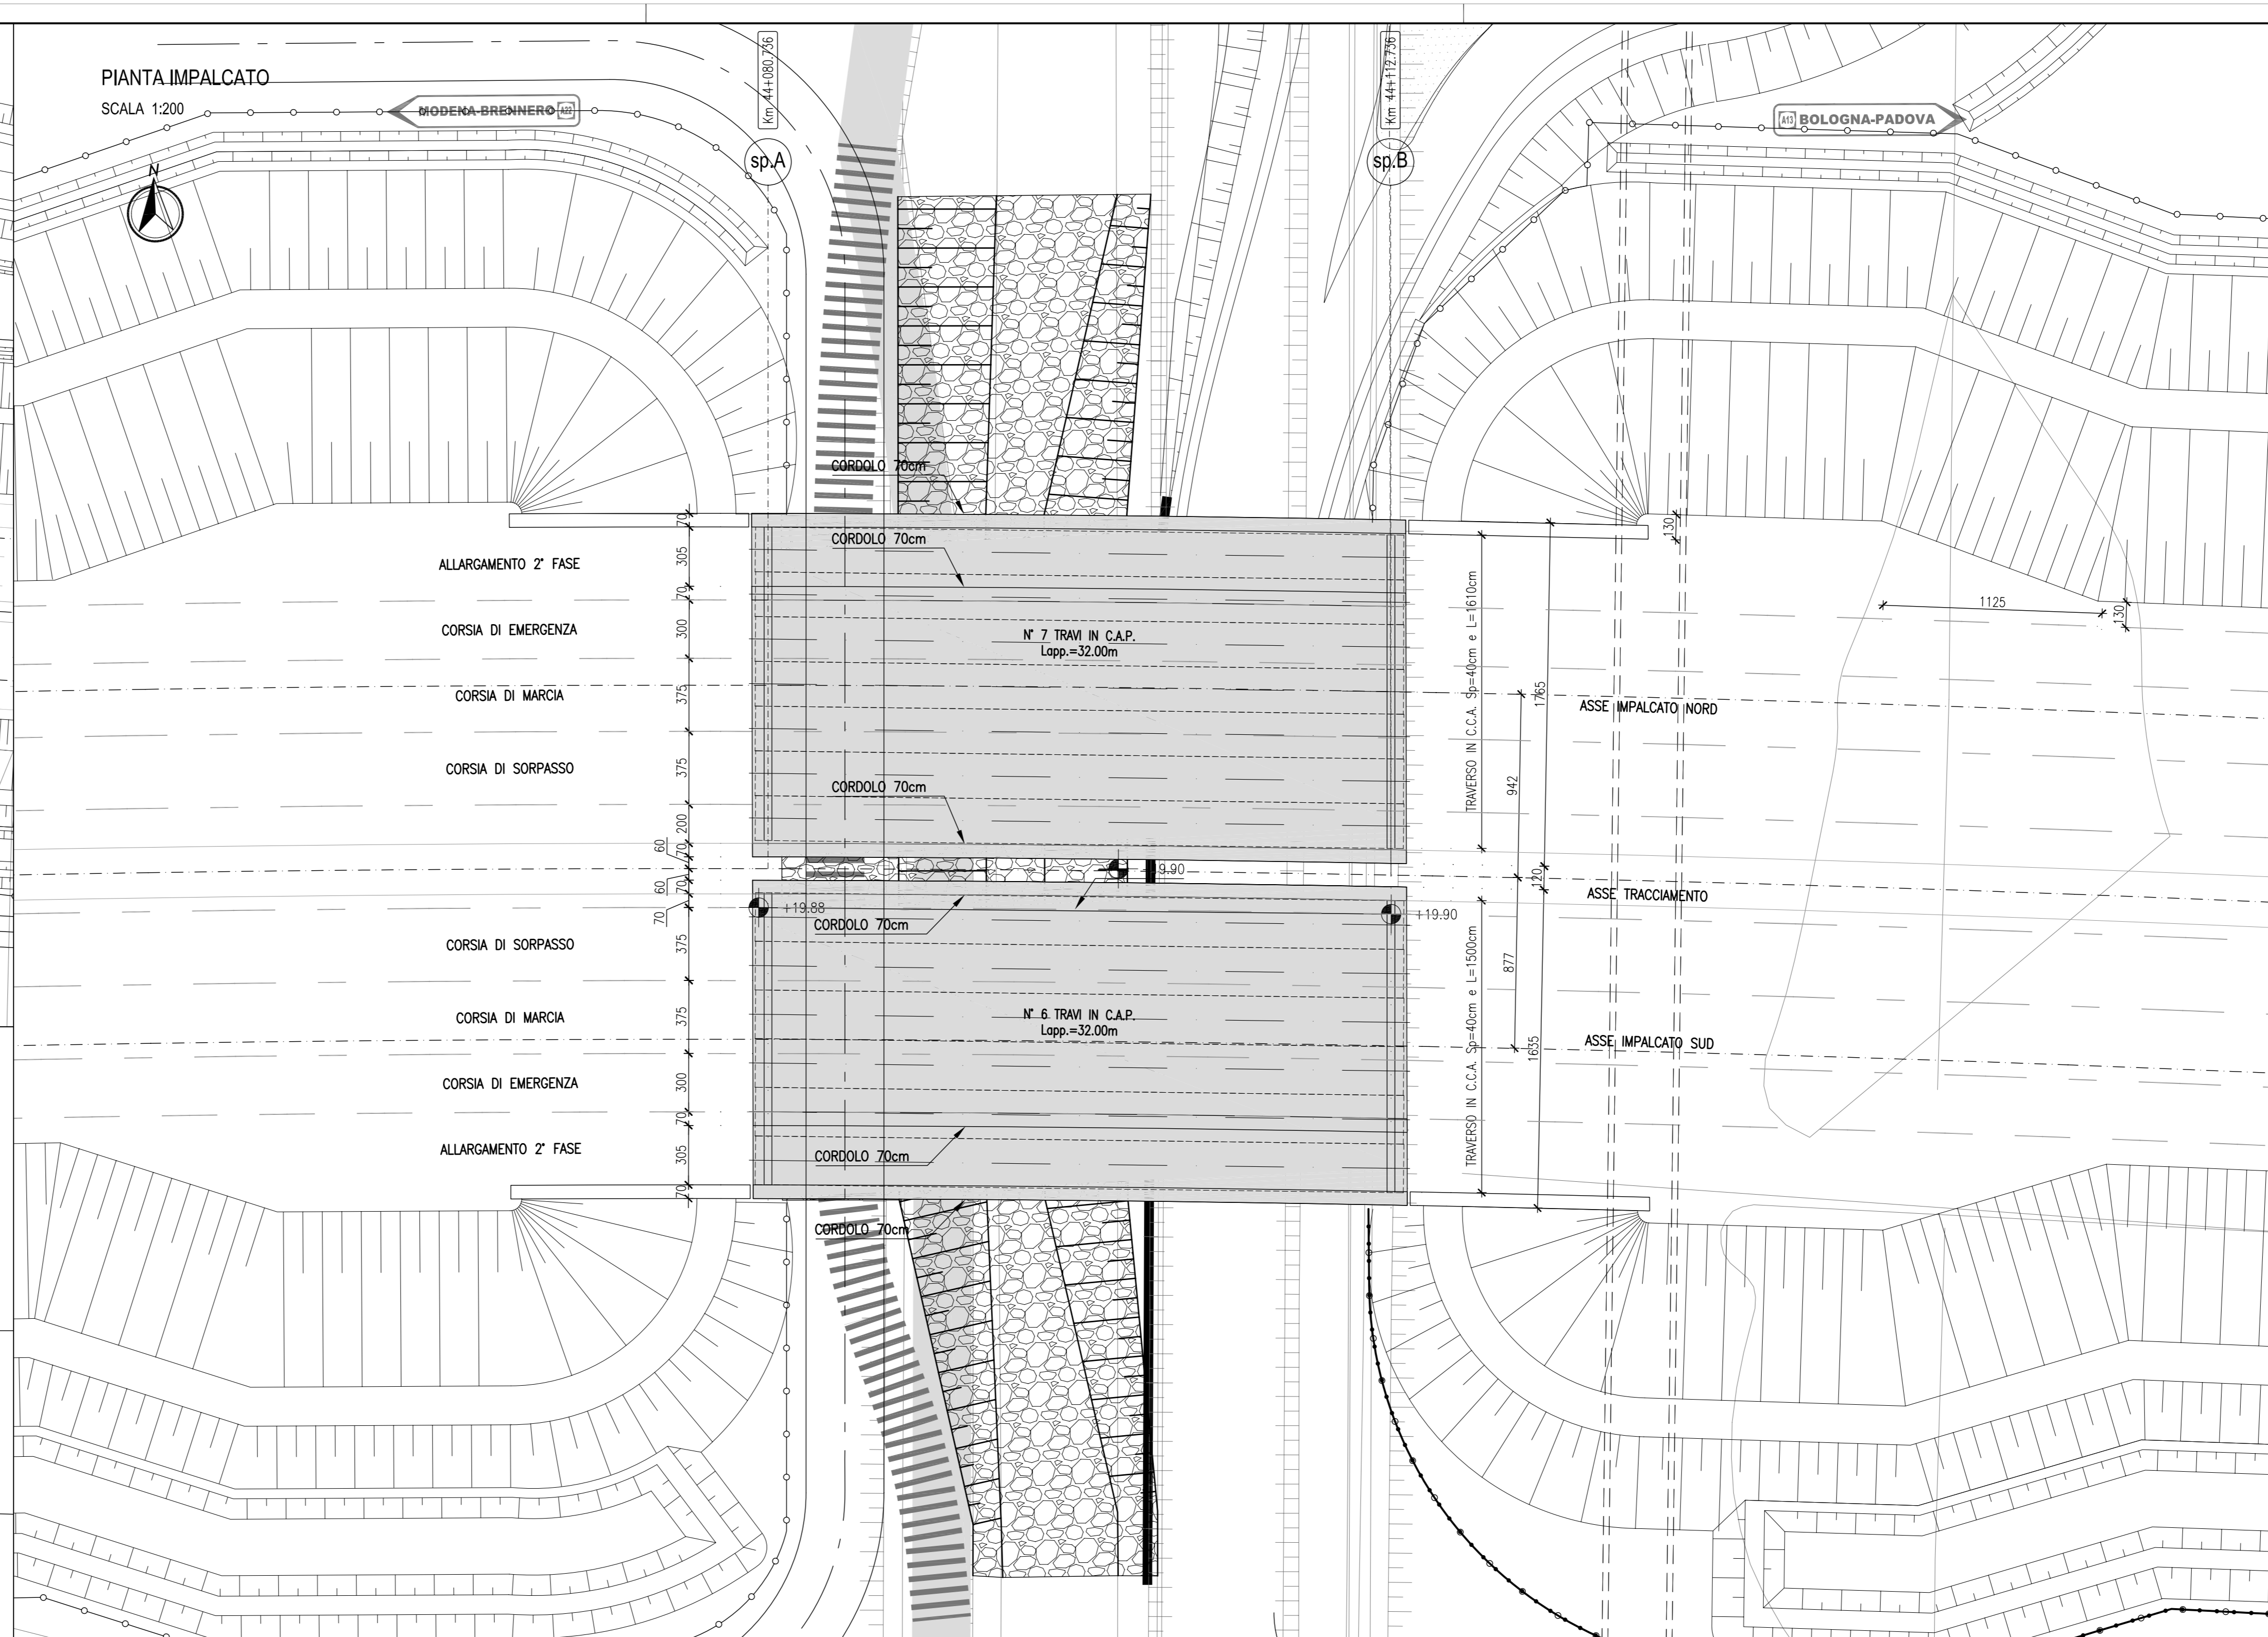 PIANTA IMPALCATO
SCALA 1:200
MODENA-BRENNERO A22
Km 44+080.736
Km 44+112.736
A13 BOLOGNA-PADOVA
sp.A
sp.B
N
CORDOLO 70cm
CORDOLO 70cm
ALLARGAMENTO 2° FASE
CORSIA DI EMERGENZA
CORSIA DI MARCIA
CORSIA DI SORPASSO
70
305
70
300
375
375
200
70
60
60
70
70
375
375
300
70
305
70
N° 7 TRAVI IN C.A.P.
Lapp.=32.00m
CORDOLO 70cm
TRAVERSO IN C.C.A. Sp=40cm e L=1610cm
1765
942
120
130
1125
130
ASSE IMPALCATO NORD
ASSE TRACCIAMENTO
ASSE IMPALCATO SUD
+19.88
+19.90
CORDOLO 70cm
CORSIA DI SORPASSO
CORSIA DI MARCIA
CORSIA DI EMERGENZA
ALLARGAMENTO 2° FASE
N° 6 TRAVI IN C.A.P.
Lapp.=32.00m
TRAVERSO IN C.C.A. Sp=40cm e L=1500cm
877
1635
CORDOLO 70cm
CORDOLO 70cm